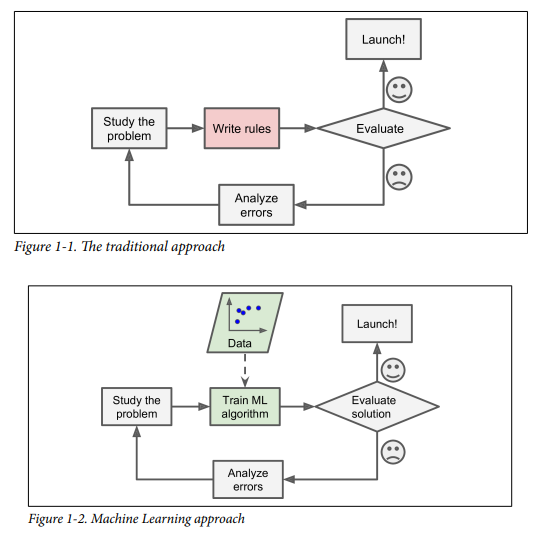 Launch!
Study the
problem
Write rules
Evaluate
Analyze
errors
Figure 1-1. The traditional approach
Data
Launch!
Study the
problem
Train ML
algorithm
Evaluate
solution
Analyze
errors
Figure 1-2. Machine Learning approach